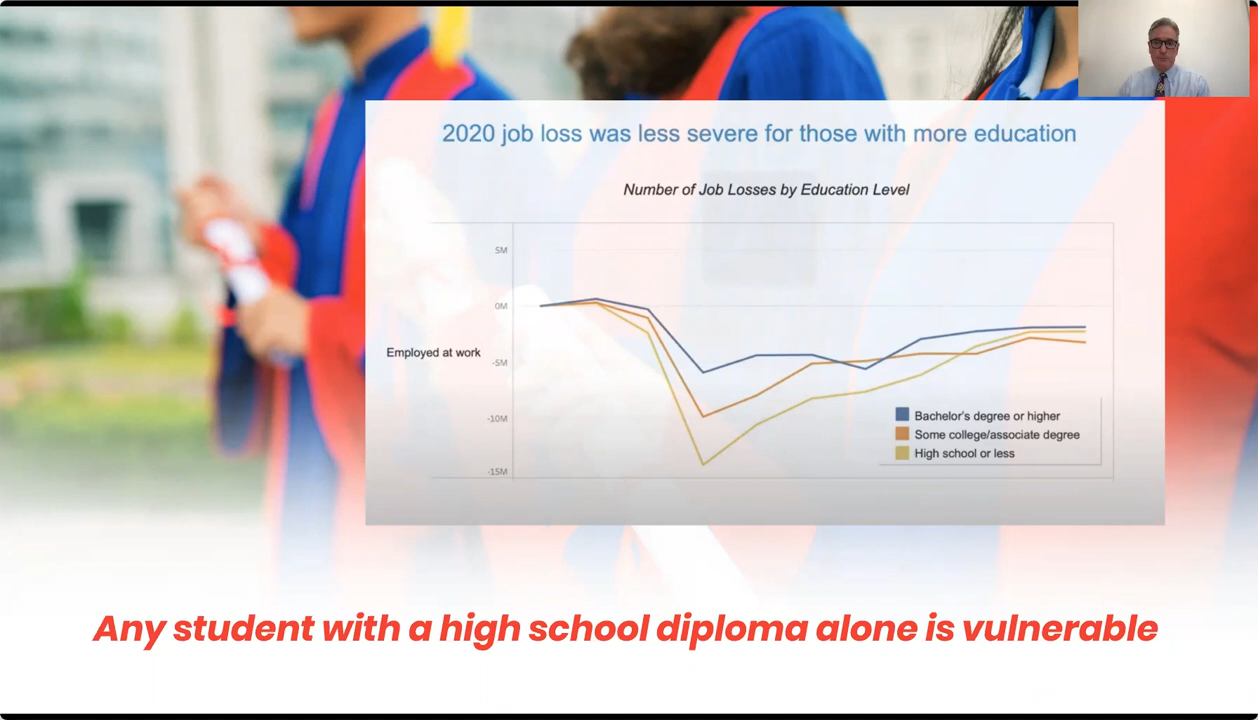 2020 job loss was less severe for those with more education
Number of Job Losses by Education Level
5M
0M
Employed at work
-5M
-10M
-15M
Bachelor's degree or higher
Some college/associate degree
High school or less
Any student with a high school diploma alone is vulnerable